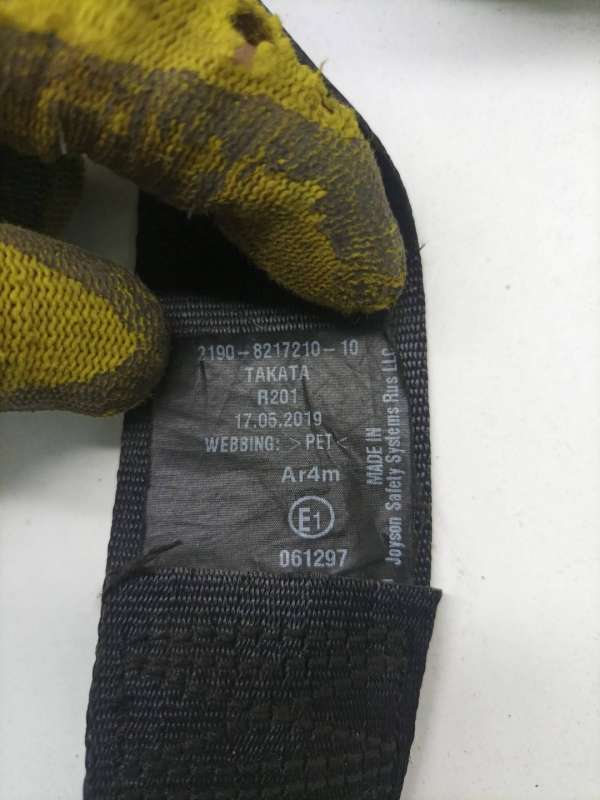 2190-8217210-10
TAKATA
R201
17.05.2019
WEBBING: >PET<
Ar4m
E1
061297
MADE IN
Joyson Safety Systems Rus LLC